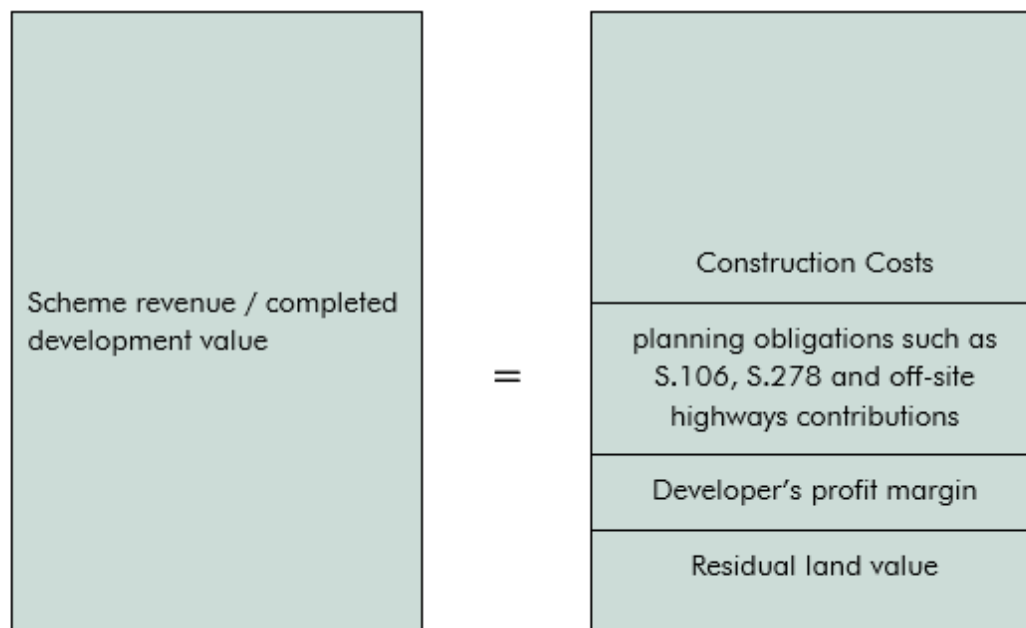 Scheme revenue / completed
development value
=
Construction Costs
planning obligations such as
S.106, S.278 and off-site
highways contributions
Developer’s profit margin
Residual land value